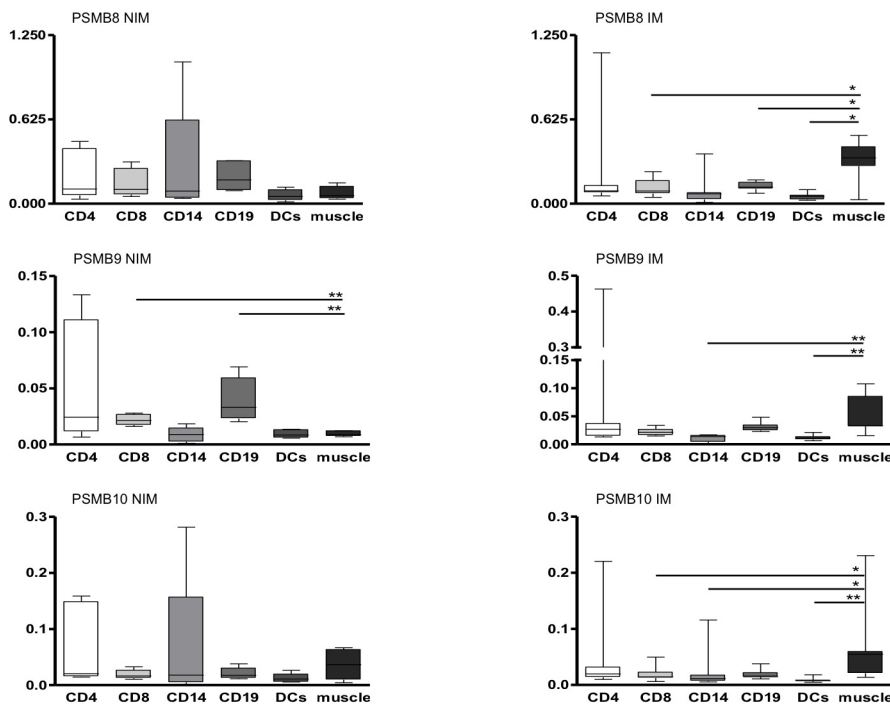 PSMB8 NIM
1.250
0.625
0.000
CD4 CD8 CD14 CD19 DCs muscle
PSMB8 IM
1.250
*
*
0.625
*
0.000
CD4 CD8 CD14 CD19 DCs muscle
PSMB9 NIM
0.15
**
**
0.10
0.05
0.00
CD4 CD8 CD14 CD19 DCs muscle
PSMB9 IM
0.5
0.4
0.3
**
0.15
**
0.10
0.05
0.00
CD4 CD8 CD14 CD19 DCs muscle
PSMB10 NIM
0.3
0.2
0.1
0.0
CD4 CD8 CD14 CD19 DCs muscle
PSMB10 IM
0.3
*
0.2
*
**
0.1
0.0
CD4 CD8 CD14 CD19 DCs muscle